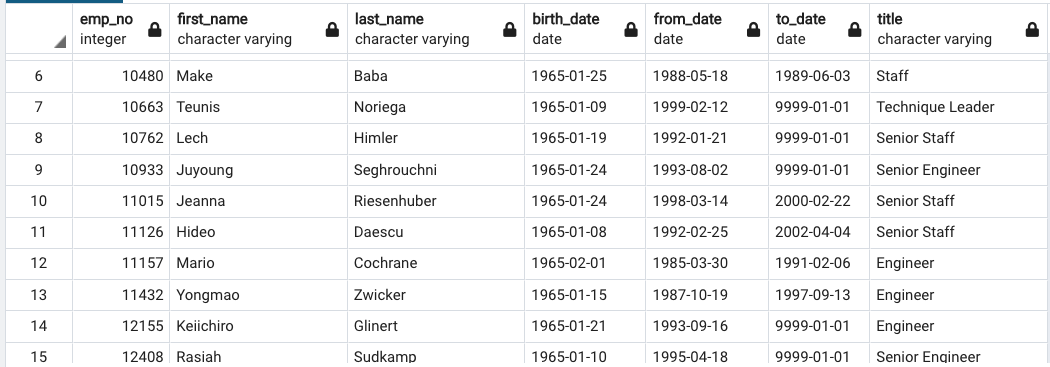 emp_no first_name last_name birth_date from_date to_date title
integer character varying character varying date date date character varying
6 10480 Make Baba 1965-01-25 1988-05-18 1989-06-03 Staff
7 10663 Teunis Noriega 1965-01-09 1999-02-12 9999-01-01 Technique Leader
8 10762 Lech Himler 1965-01-19 1992-01-21 9999-01-01 Senior Staff
9 10933 Juyoung Seghrouchni 1965-01-24 1993-08-02 9999-01-01 Senior Engineer
10 11015 Jeanna Riesenhuber 1965-01-24 1998-03-14 2000-02-22 Senior Staff
11 11126 Hideo Daescu 1965-01-08 1992-02-25 2002-04-04 Senior Staff
12 11157 Mario Cochrane 1965-02-01 1985-03-30 1991-02-06 Engineer
13 11432 Yongmao Zwicker 1965-01-15 1987-10-19 1997-09-13 Engineer
14 12155 Keiichiro Glinert 1965-01-21 1993-09-16 9999-01-01 Engineer
15 12408 Rasiah Sudkamp 1965-01-10 1995-04-18 9999-01-01 Senior Engineer